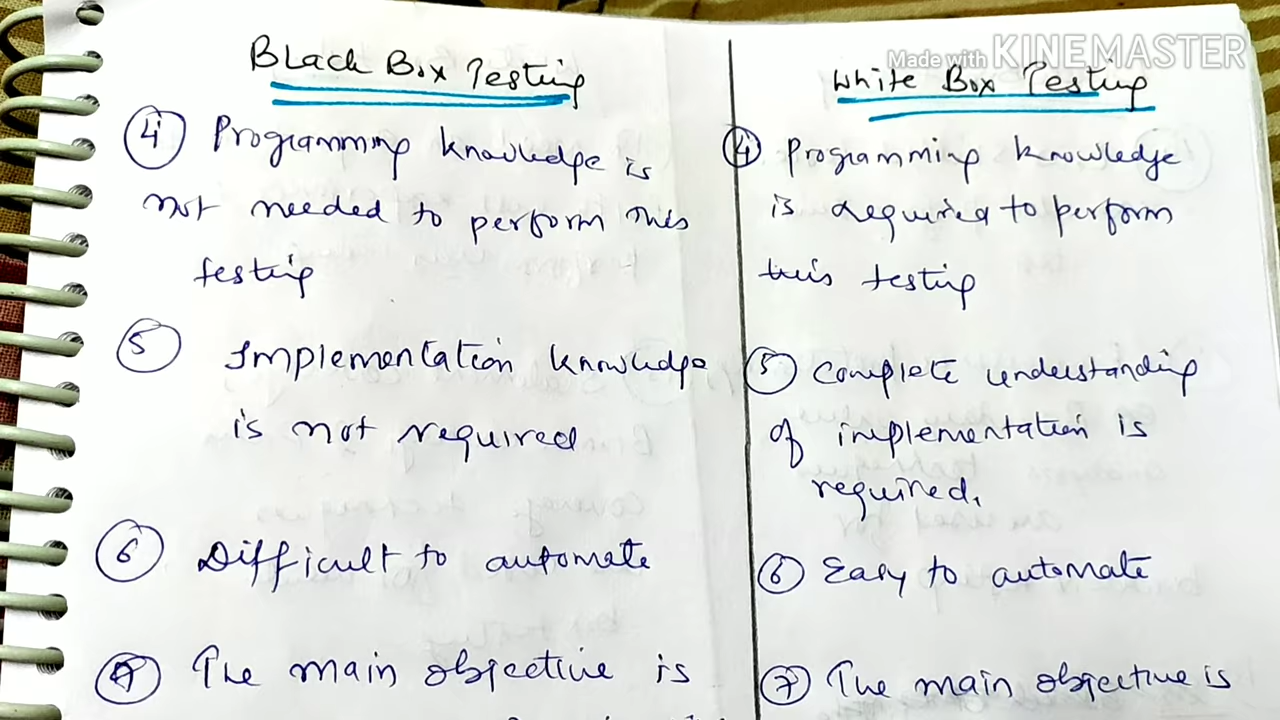 Made with KINEMASTER
Black Box Testing
④ Programming knowledge is
not needed to perform this
testing
⑤ Implementation knowledge
is not required
⑥ Difficult to automate
⑦ The main objective is
White Box Testing
④ Programming knowledge
is required to perform
this testing
⑤ Complete understanding
of implementation is
required.
⑥ Easy to automate
⑦ The main objective is